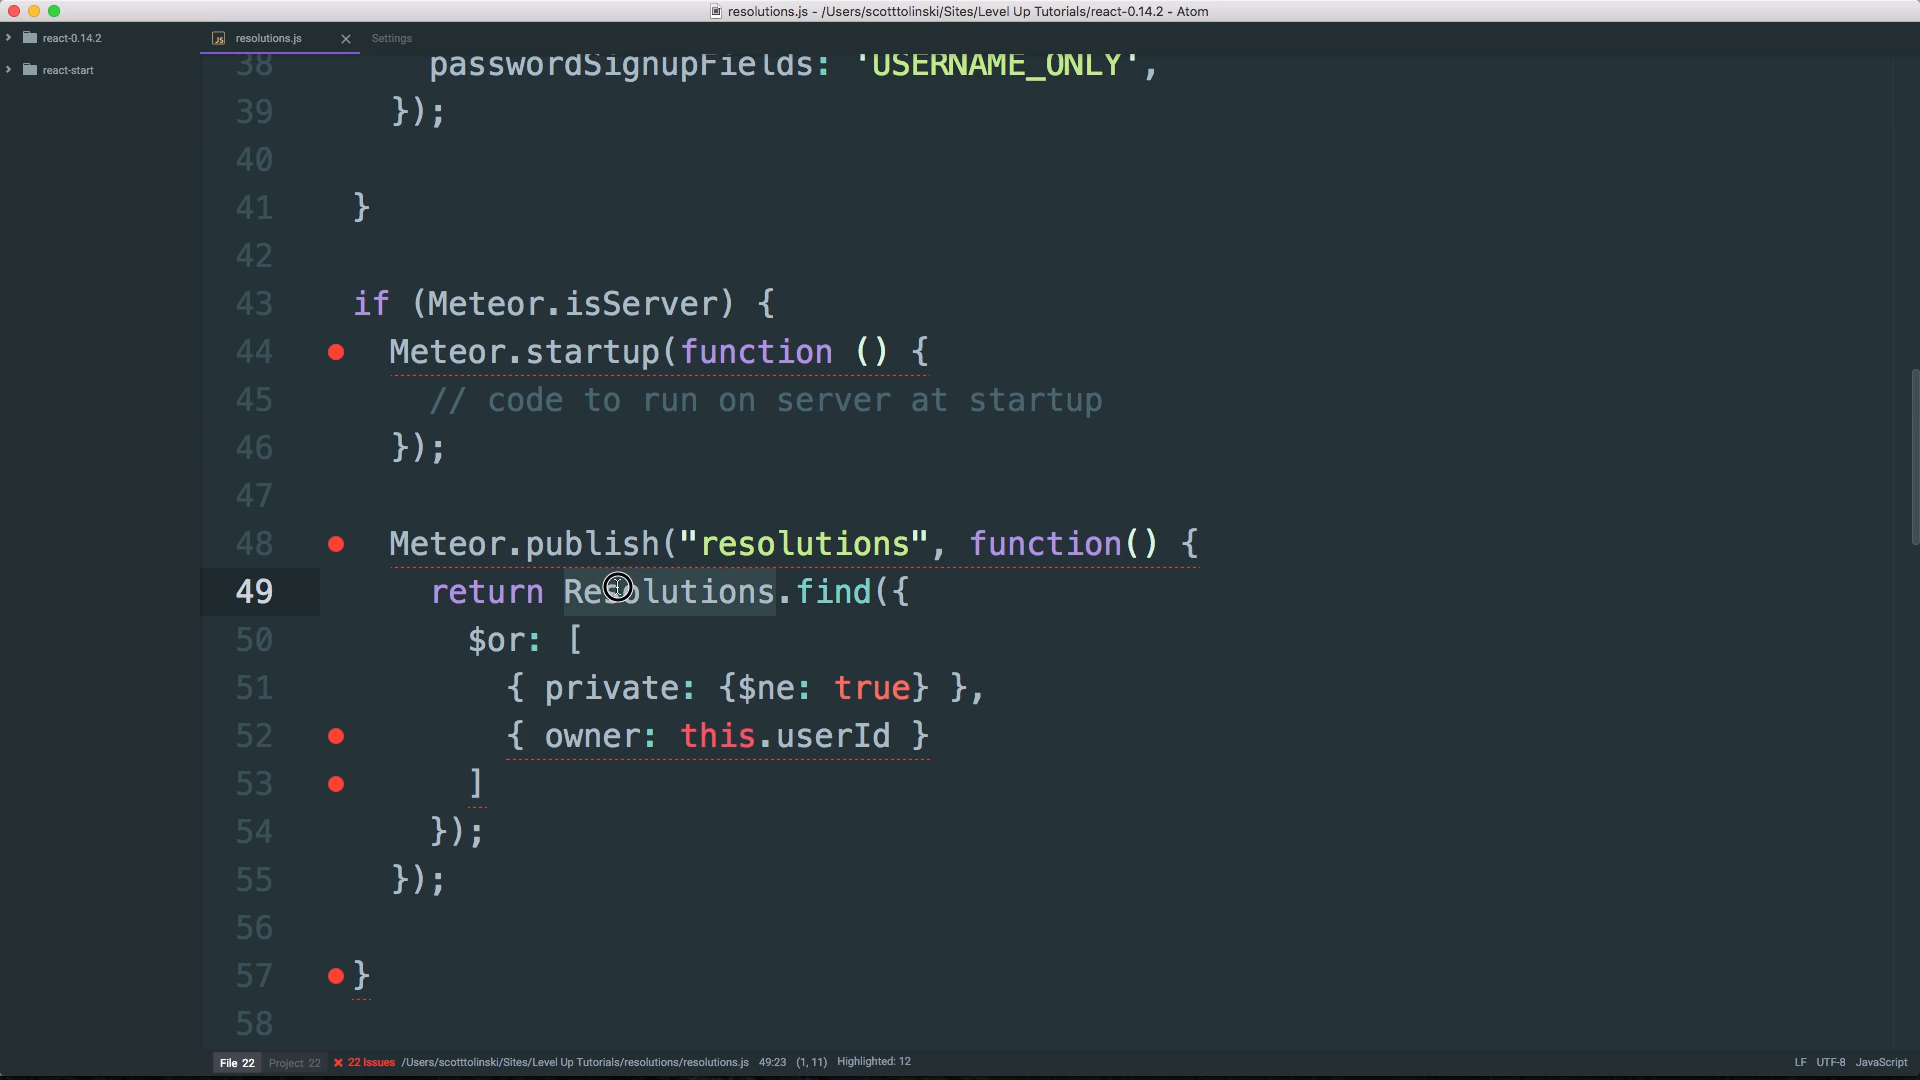 resolutions.js - /Users/scotttolinski/Sites/Level Up Tutorials/react-0.14.2 - Atom
react-0.14.2
react-start
resolutions.js
Settings
38 passwordSignupFields: 'USERNAME_ONLY',
39 });
40
41 }
42
43 if (Meteor.isServer) {
44 Meteor.startup(function () {
45 // code to run on server at startup
46 });
47
48 Meteor.publish("resolutions", function() {
49 return Resolutions.find({
50 $or: [
51 { private: {$ne: true} },
52 { owner: this.userId }
53 ]
54 });
55 });
56
57 }
58
File 22 Project 22 22 Issues /Users/scotttolinski/Sites/Level Up Tutorials/resolutions/resolutions.js 49:23 (1, 11) Highlighted: 12 LF UTF-8 JavaScript